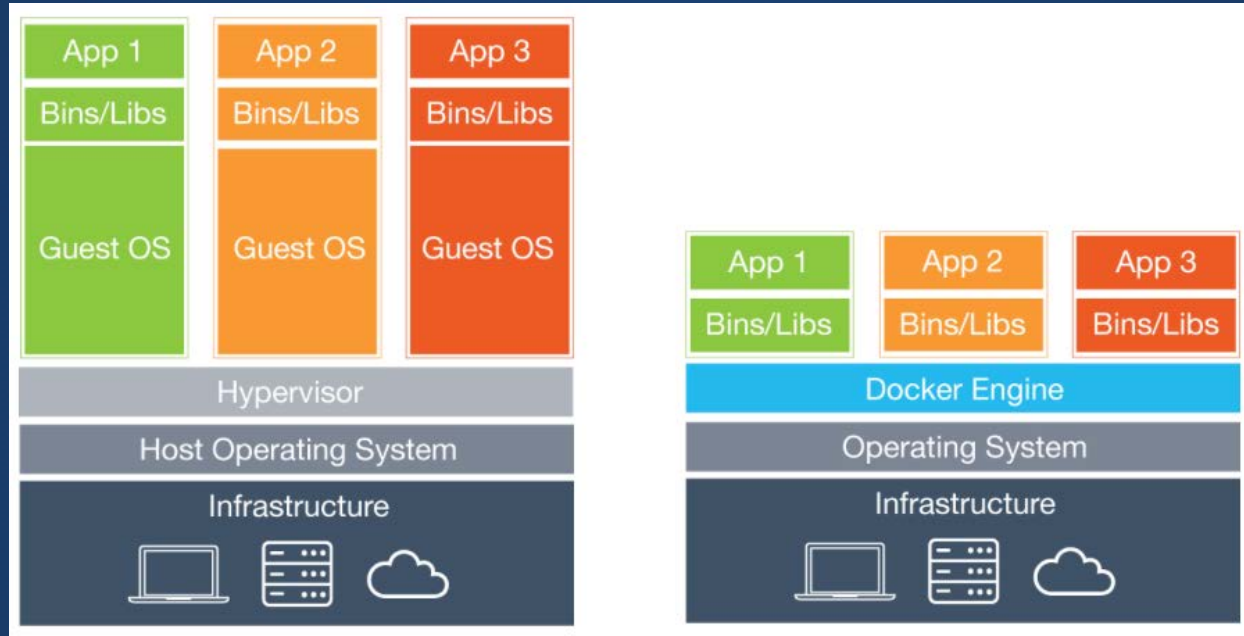 App 1
App 2
App 3
Bins/Libs
Bins/Libs
Bins/Libs
Guest OS
Guest OS
Guest OS
Hypervisor
Host Operating System
Infrastructure
App 1
App 2
App 3
Bins/Libs
Bins/Libs
Bins/Libs
Docker Engine
Operating System
Infrastructure